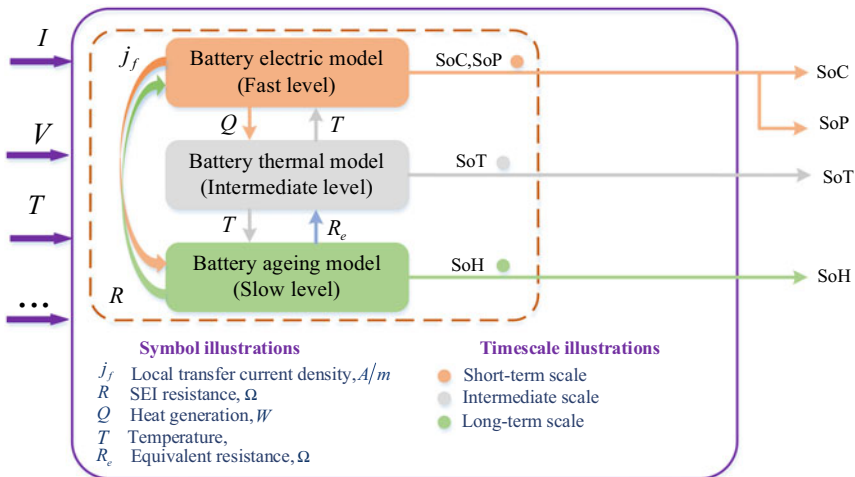 I
V
T
...
j_f
Battery electric model
(Fast level)
SoC,SoP
SoC
SoP
Q
T
Battery thermal model
(Intermediate level)
SoT
SoT
T
R_e
Battery ageing model
(Slow level)
SoH
SoH
R
Symbol illustrations
j_f Local transfer current density, A/m
R SEI resistance, Ω
Q Heat generation, W
T Temperature,
R_e Equivalent resistance, Ω
Timescale illustrations
Short-term scale
Intermediate scale
Long-term scale